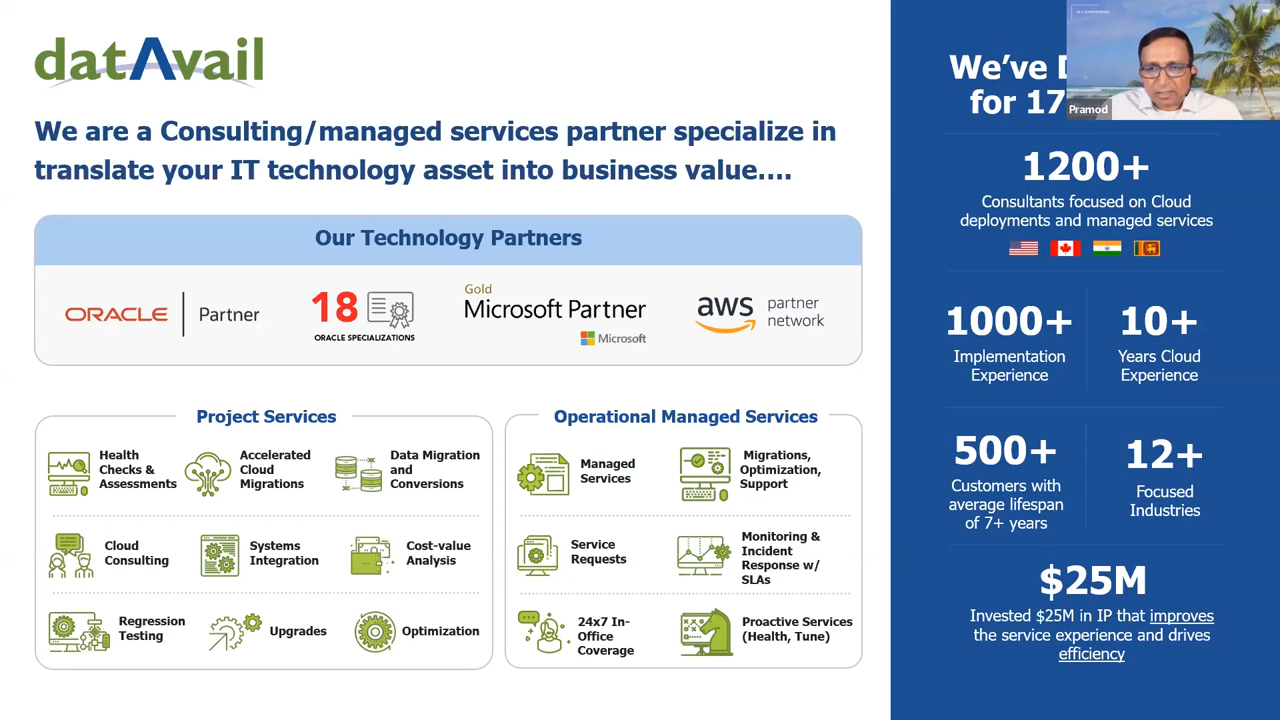 datAvail
We are a Consulting/managed services partner specialize in
translate your IT technology asset into business value....
Our Technology Partners
ORACLE Partner
18
ORACLE SPECIALIZATIONS
Gold
Microsoft Partner
Microsoft
aws partner
network
Project Services
Health
Checks &
Assessments
Accelerated
Cloud
Migrations
Data Migration
and
Conversions
Cloud
Consulting
Systems
Integration
Cost-value
Analysis
Regression
Testing
Upgrades
Optimization
Operational Managed Services
Managed
Services
Migrations,
Optimization,
Support
Service
Requests
Monitoring &
Incident
Response w/
SLAs
24x7 In-
Office
Coverage
Proactive Services
(Health, Tune)
We've
for 17
Pramod
1200+
Consultants focused on Cloud
deployments and managed services
1000+
Implementation
Experience
10+
Years Cloud
Experience
500+
Customers with
average lifespan
of 7+ years
12+
Focused
Industries
$25M
Invested $25M in IP that improves
the service experience and drives
efficiency